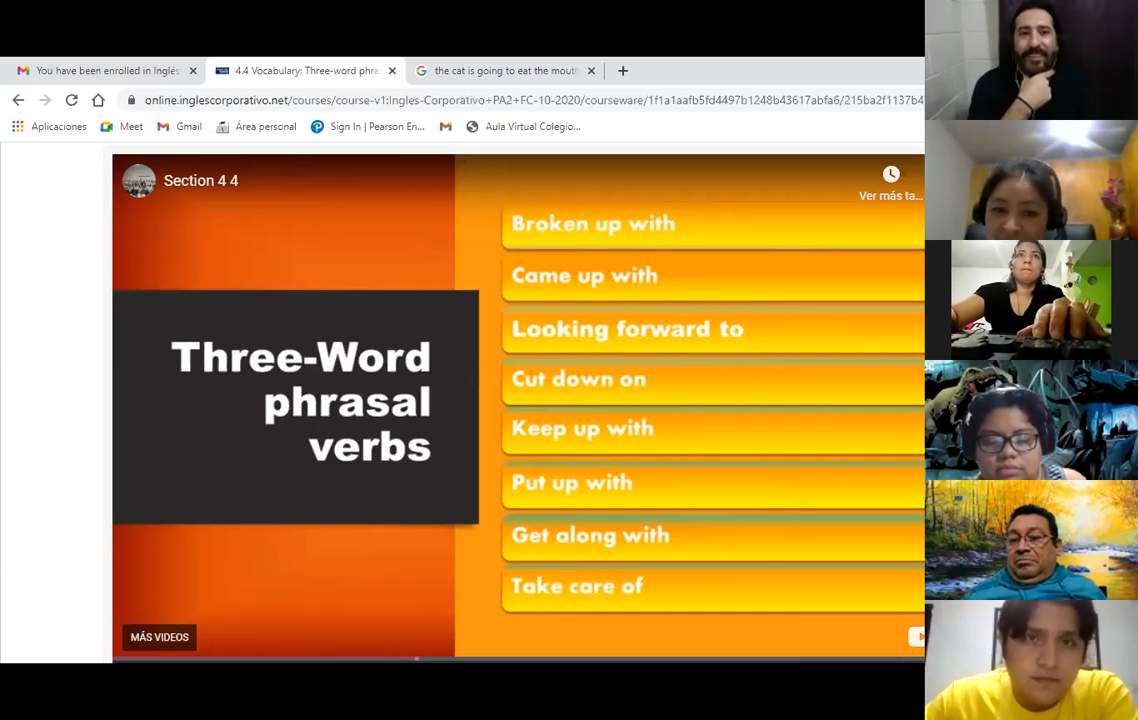 You have been enrolled in Inglés
4.4 Vocabulary: Three-word phra
the cat is going to eat the mouth
online.inglescorporativo.net/courses/course-v1:Ingles-Corporativo+PA2+FC-10-2020/courseware/1f1a1aafb5fd4497b1248b43617abfa6/215ba2f1137b4
Aplicaciones
Meet
Gmail
Área personal
Sign In | Pearson En...
Aula Virtual Colegio...
Section 4 4
Ver más ta...
Three-Word
phrasal
verbs
Broken up with
Came up with
Looking forward to
Cut down on
Keep up with
Put up with
Get along with
Take care of
MÁS VIDEOS